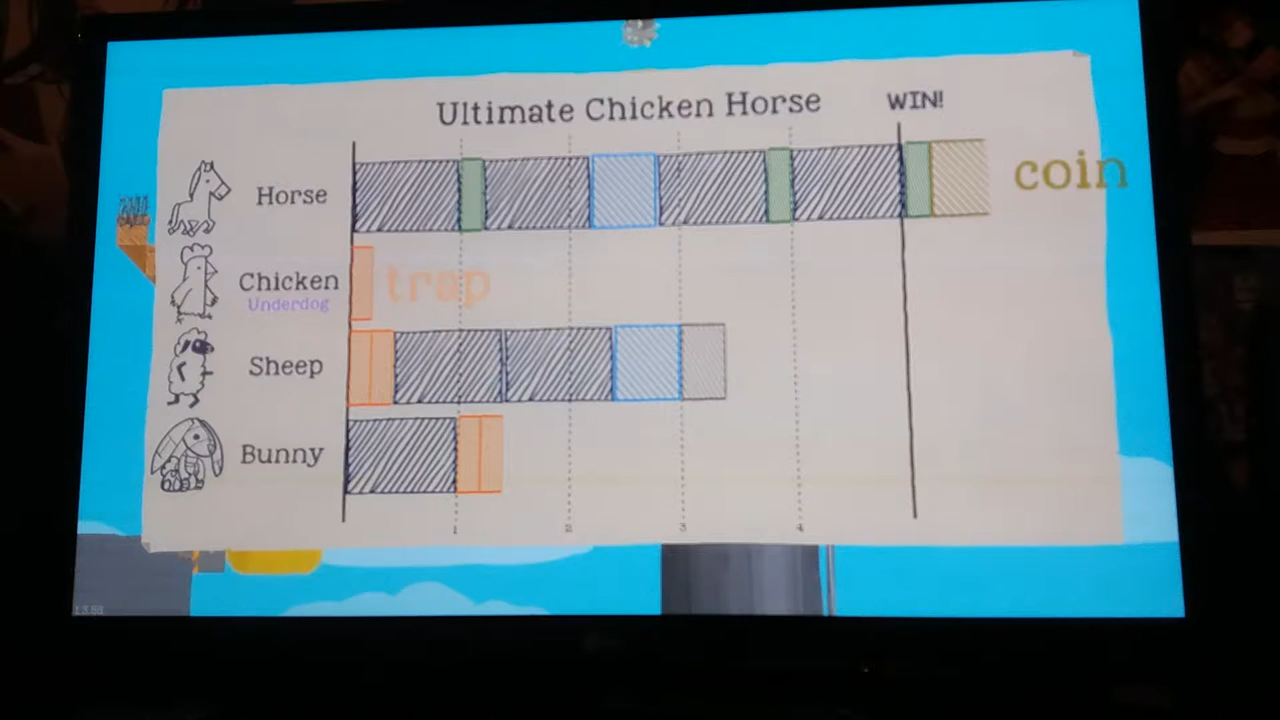 Ultimate Chicken Horse
WIN!
Horse
coin
Chicken
Underdog
trap
Sheep
Bunny
1 2 3 4